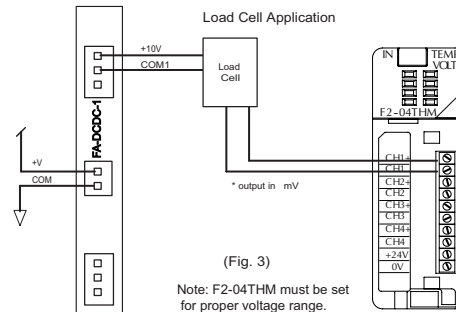 Load Cell Application
+10V
COM1
Load
Cell
FA-DCDC-1
+V
COM
* output in mV
(Fig. 3)
Note: F2-04THM must be set
for proper voltage range.
IN
TEMP
VOLT
F2-04THM
CH1+
CH1
CH2+
CH2
CH3+
CH3
CH4+
CH4
+24V
0V